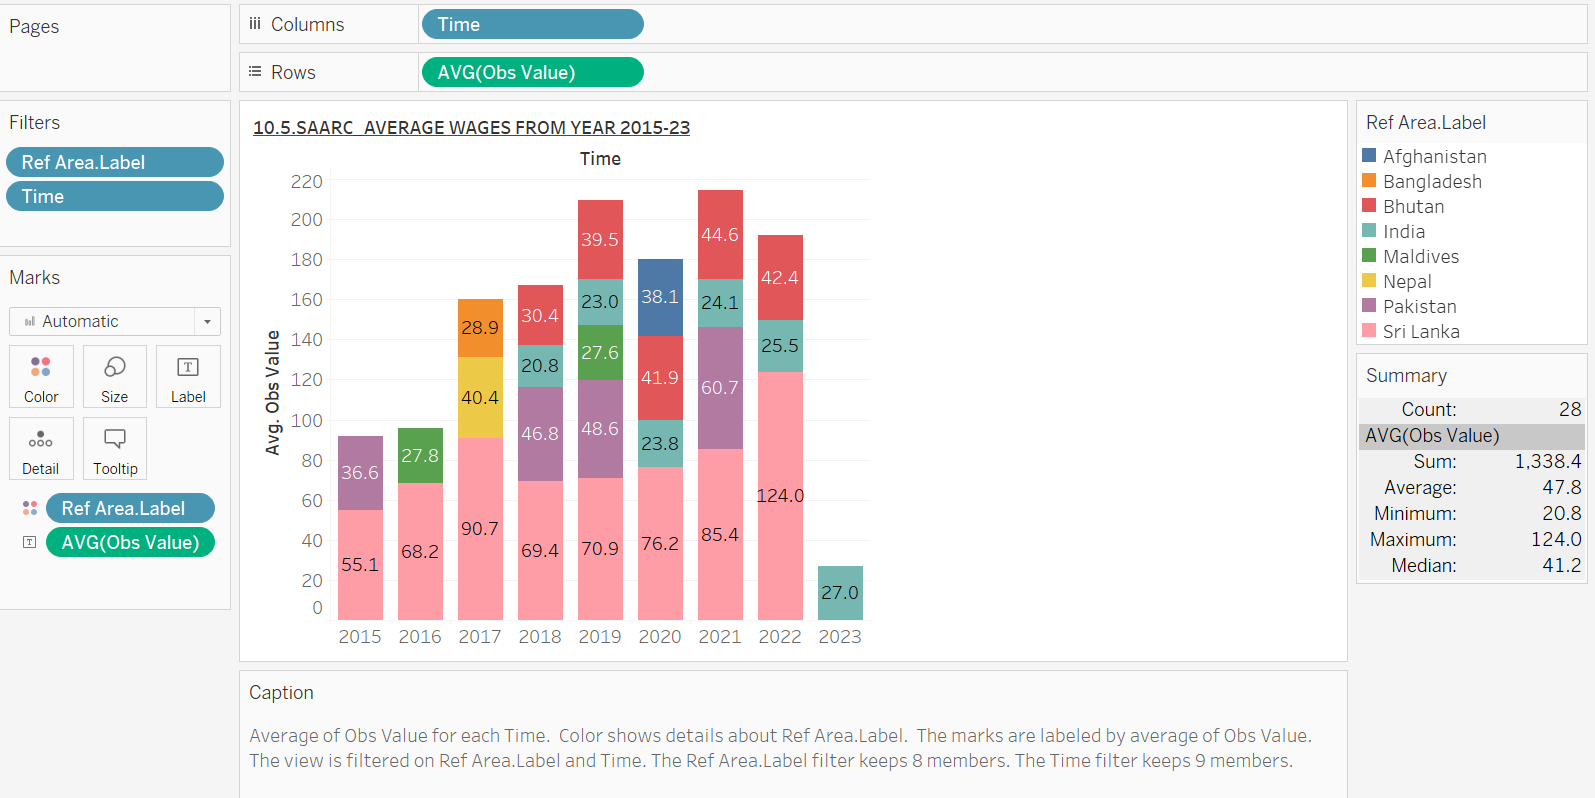 Pages
Columns
Time
Rows
AVG(Obs Value)
Filters
Ref Area.Label
Time
Marks
Automatic
Color
Size
T
Label
Detail
Tooltip
Ref Area.Label
T
AVG(Obs Value)
10.5.SAARC  AVERAGE WAGES FROM YEAR 2015-23
Time
Avg. Obs Value
220
200
180
160
140
120
100
80
60
40
20
0
36.6
55.1
27.8
68.2
28.9
40.4
90.7
30.4
20.8
46.8
69.4
39.5
23.0
27.6
48.6
70.9
38.1
41.9
23.8
76.2
44.6
24.1
60.7
85.4
42.4
25.5
124.0
27.0
2015 2016 2017 2018 2019 2020 2021 2022 2023
Ref Area.Label
Afghanistan
Bangladesh
Bhutan
India
Maldives
Nepal
Pakistan
Sri Lanka
Summary
Count: 28
AVG(Obs Value)
Sum: 1,338.4
Average: 47.8
Minimum: 20.8
Maximum: 124.0
Median: 41.2
Caption
Average of Obs Value for each Time.  Color shows details about Ref Area.Label.  The marks are labeled by average of Obs Value.
The view is filtered on Ref Area.Label and Time. The Ref Area.Label filter keeps 8 members. The Time filter keeps 9 members.